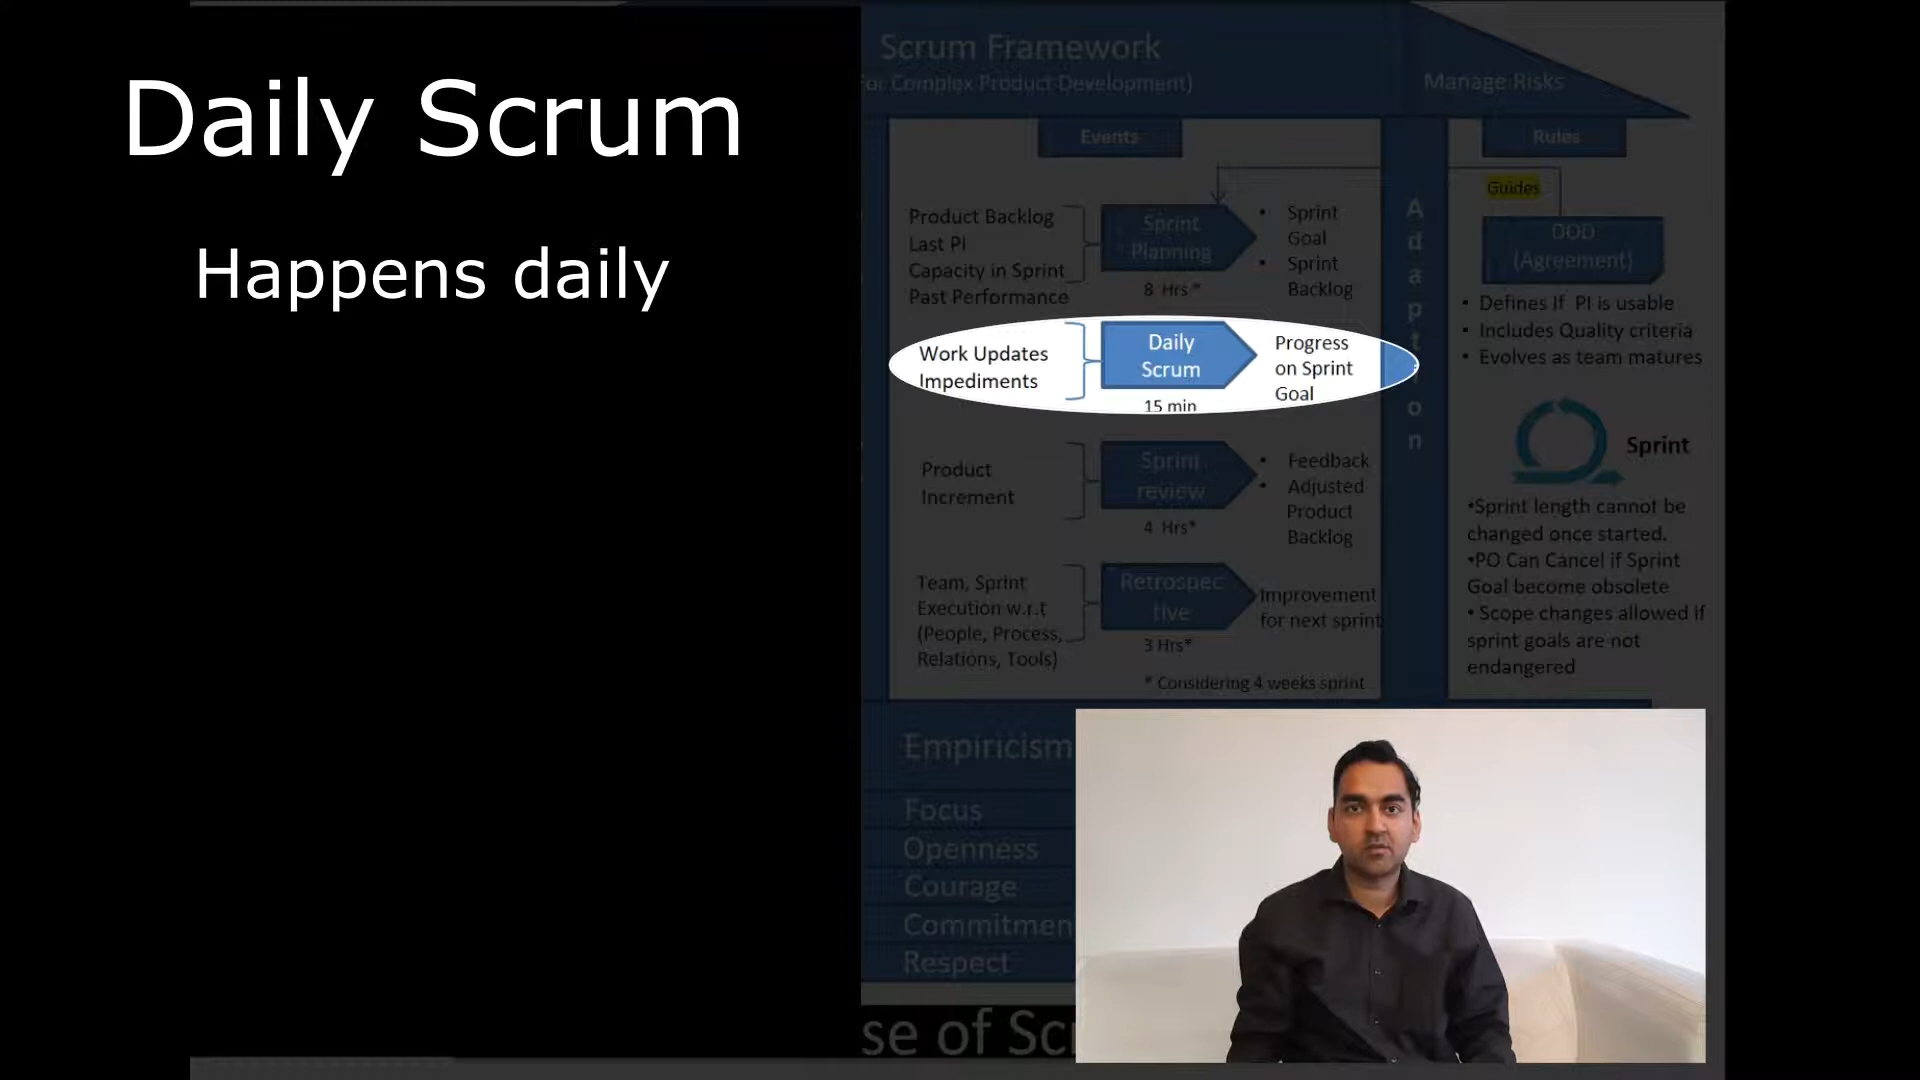 Daily Scrum
Happens daily
Scrum Framework
For Complex Product Development)
Manage Risks
Events
Rules
Product Backlog
Last PI
Capacity in Sprint
Past Performance
Sprint
Planning
8 Hrs *
• Sprint
Goal
• Sprint
Backlog
Work Updates
Impediments
Daily
Scrum
15 min
Progress
on Sprint
Goal
Product
Increment
Sprint
review
4 Hrs*
• Feedback
• Adjusted
Product
Backlog
Team, Sprint
Execution w.r.t
(People, Process,
Relations, Tools)
Retrospec
tive
3 Hrs*
Improvement
for next sprint
* Considering 4 weeks sprint
A
d
a
p
t
i
o
n
Guides
DOD
(Agreement)
• Defines If PI is usable
• Includes Quality criteria
• Evolves as team matures
Sprint
•Sprint length cannot be
changed once started.
•PO Can Cancel if Sprint
Goal become obsolete
• Scope changes allowed if
sprint goals are not
endangered
Empiricism
Focus
Openness
Courage
Commitmen
Respect
se of Sc